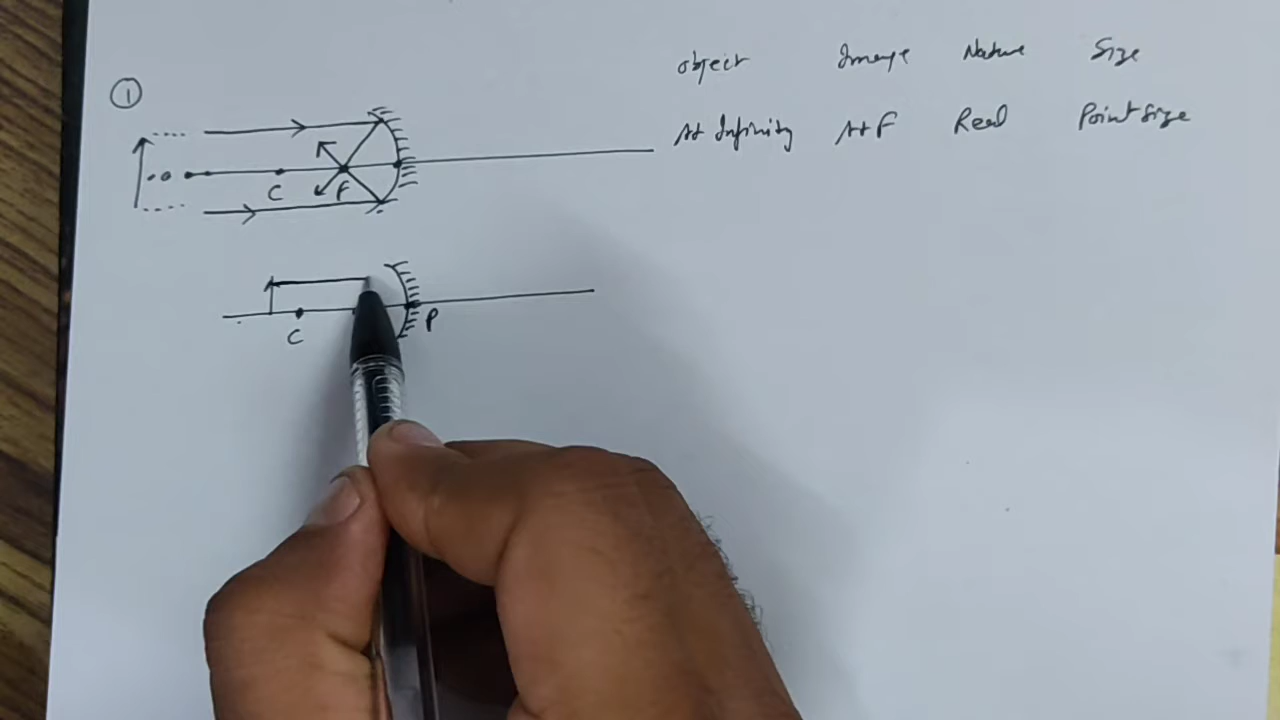 ①
object Image Nature Size
At Infinity At F Real Point Size
C F
C P